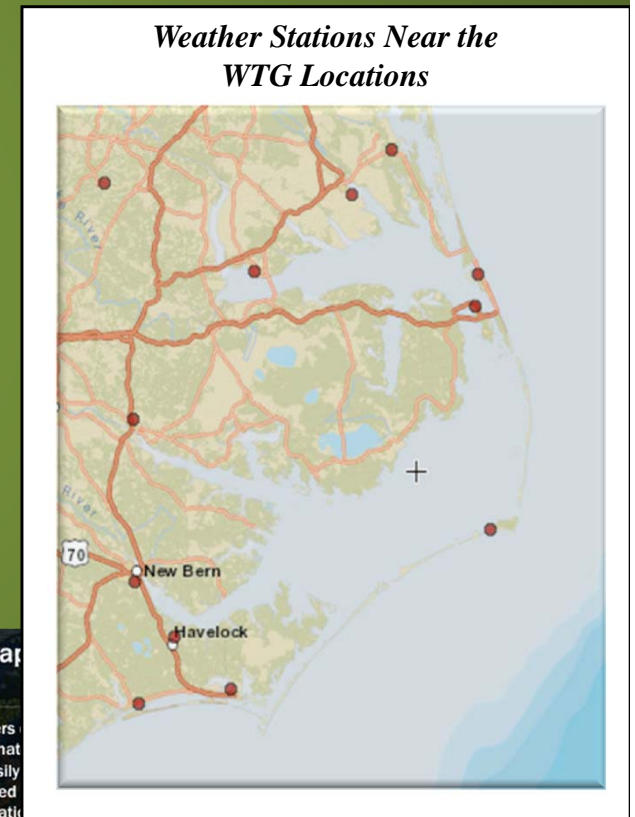 Weather Stations Near the
WTG Locations
River
River
70
New Bern
Havelock